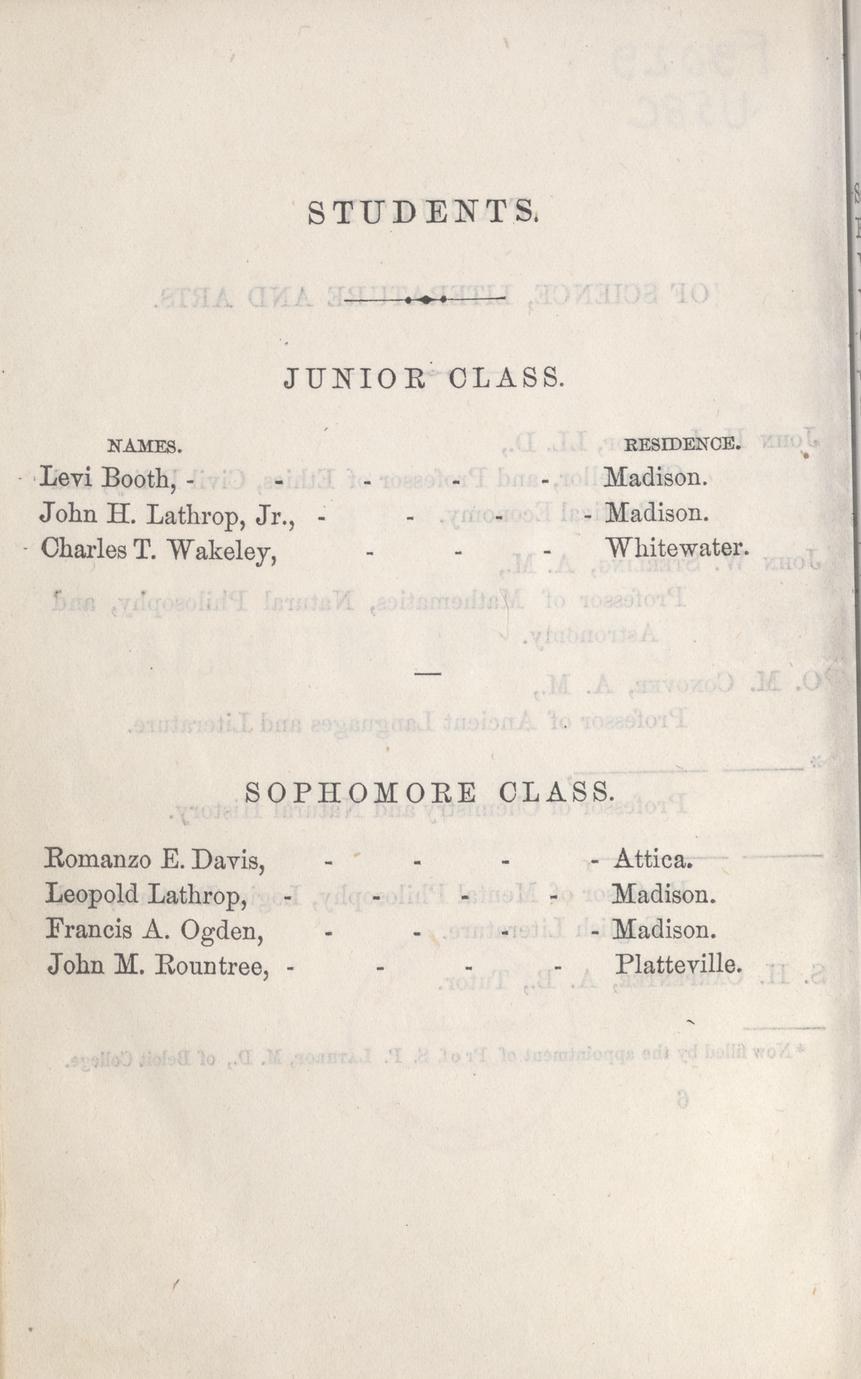 STUDENTS.
JUNIOR CLASS.
NAMES. RESIDENCE.
Levi Booth, - - - - - Madison.
John H. Lathrop, Jr., - - - - Madison.
Charles T. Wakeley, - - - Whitewater.
SOPHOMORE CLASS.
Romanzo E. Davis, - - - - Attica.
Leopold Lathrop, - - - - Madison.
Francis A. Ogden, - - - - Madison.
John M. Rountree, - - - - Platteville.